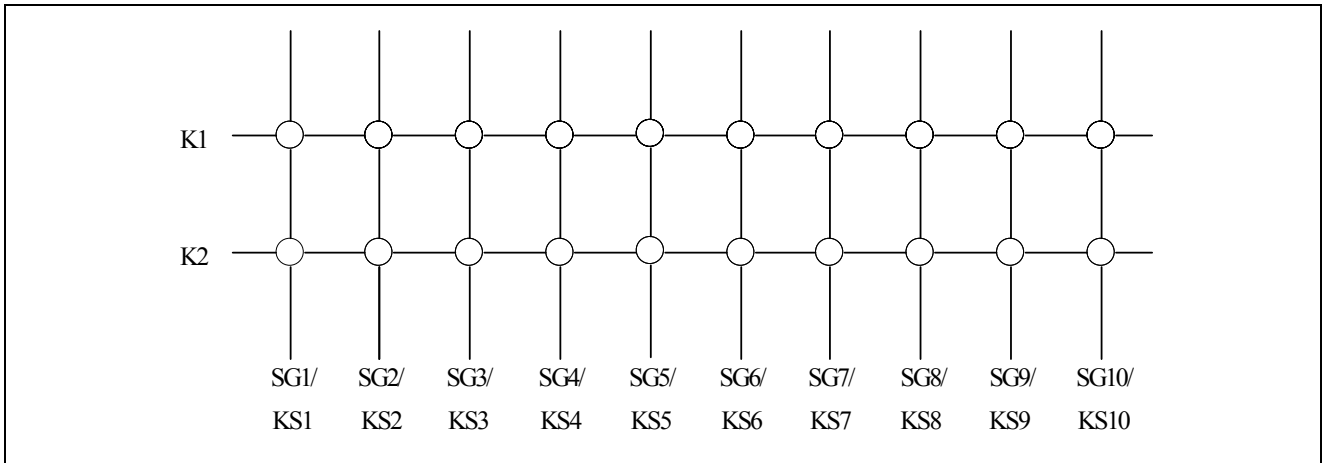 K1
K2
SG1/ SG2/ SG3/ SG4/ SG5/ SG6/ SG7/ SG8/ SG9/ SG10/
KS1 KS2 KS3 KS4 KS5 KS6 KS7 KS8 KS9 KS10